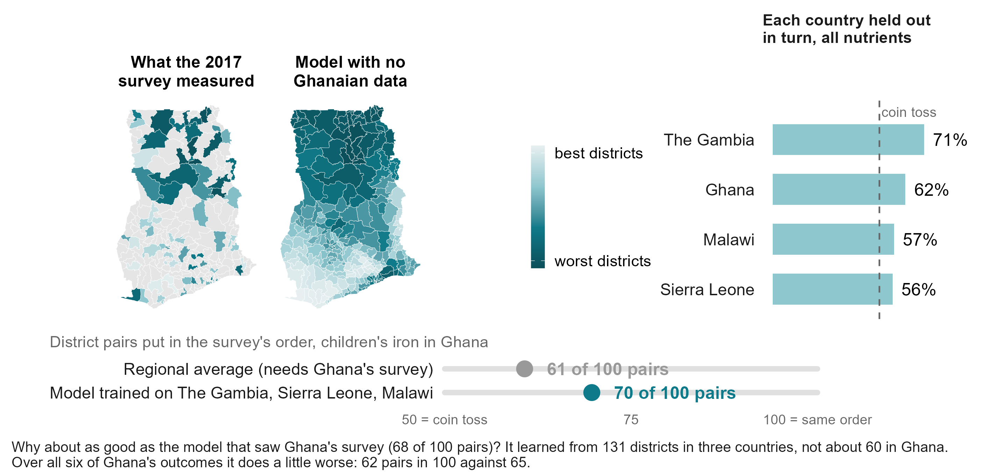 Each country held out
in turn, all nutrients
What the 2017
survey measured
Model with no
Ghanaian data
best districts
worst districts
coin toss
The Gambia
71%
Ghana
62%
Malawi
57%
Sierra Leone
56%
District pairs put in the survey's order, children's iron in Ghana
Regional average (needs Ghana's survey)
61 of 100 pairs
Model trained on The Gambia, Sierra Leone, Malawi
70 of 100 pairs
50 = coin toss
75
100 = same order
Why about as good as the model that saw Ghana's survey (68 of 100 pairs)? It learned from 131 districts in three countries, not about 60 in Ghana.
Over all six of Ghana's outcomes it does a little worse: 62 pairs in 100 against 65.